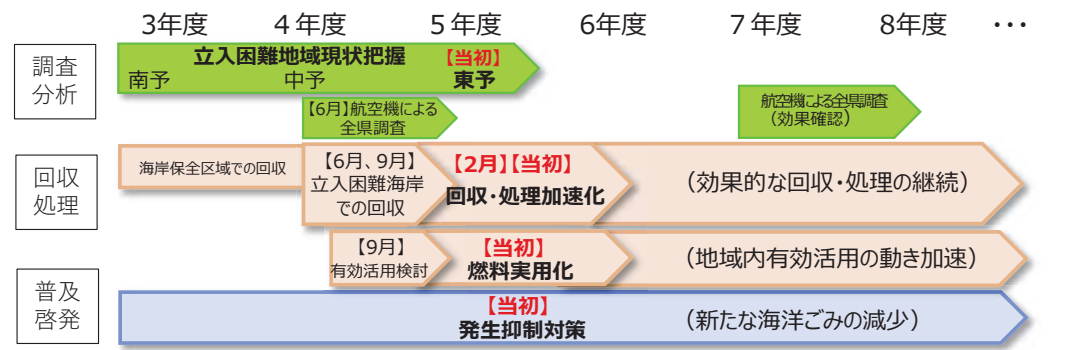 3年度 4年度 5年度 6年度 7年度 8年度 ・・・
調査
分析
立入困難地域現状把握 【当初】
南予 中予 東予
【6月】航空機による
全県調査
航空機による全県調査
（効果確認）
回収
処理
海岸保全区域での回収
【6月、9月】
立入困難海岸
での回収
【2月】【当初】
回収・処理加速化
（効果的な回収・処理の継続）
【9月】
有効活用検討
【当初】
燃料実用化
（地域内有効活用の動き加速）
普及
啓発
【当初】
発生抑制対策
（新たな海洋ごみの減少）